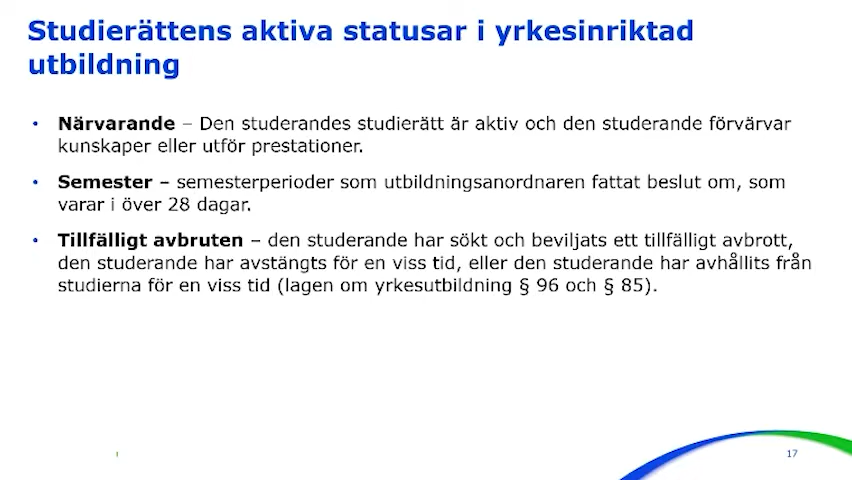 Studierättens aktiva statusar i yrkesinriktad
utbildning
• Närvarande – Den studerandes studierätt är aktiv och den studerande förvärvar
kunskaper eller utför prestationer.
• Semester – semesterperioder som utbildningsanordnaren fattat beslut om, som
varar i över 28 dagar.
• Tillfälligt avbruten – den studerande har sökt och beviljats ett tillfälligt avbrott,
den studerande har avstängts för en viss tid, eller den studerande har avhållits från
studierna för en viss tid (lagen om yrkesutbildning § 96 och § 85).
17